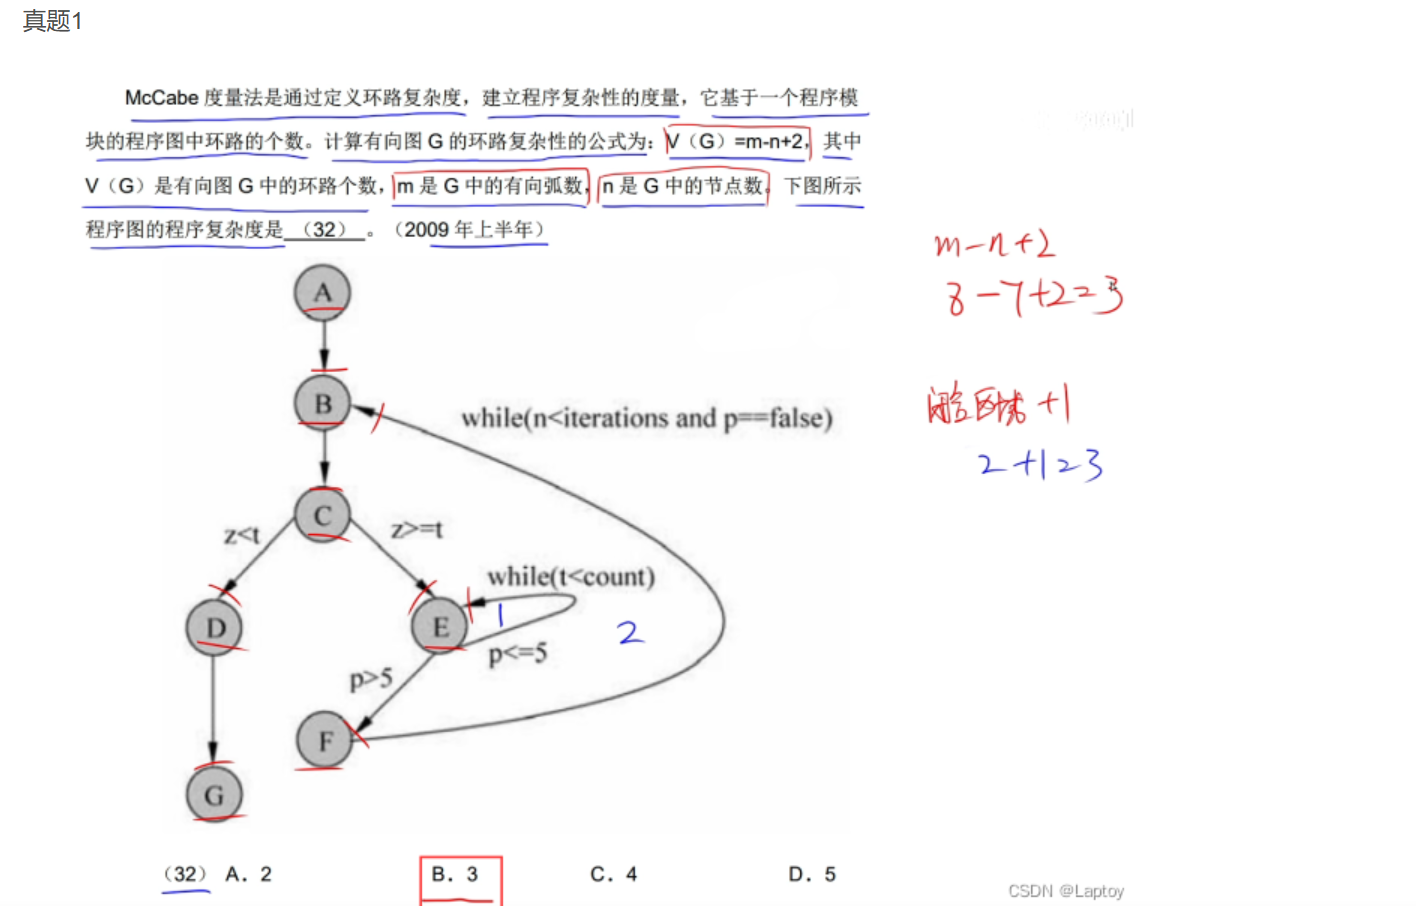 真题1
McCabe 度量法是通过定义环路复杂度，建立程序复杂性的度量，它基于一个程序模
块的程序图中环路的个数。计算有向图 G 的环路复杂性的公式为：V（G）=m-n+2，其中
V（G）是有向图 G 中的环路个数，m 是 G 中的有向弧数，n 是 G 中的节点数，下图所示
程序图的程序复杂度是（32）。（2009 年上半年）
m-n+2
8-7+2=3
A
B
while(n<iterations and p==false)
闭合区域+1
2+1=3
C
z<t
z>=t
while(t<count)
D
E
1
2
p<=5
p>5
F
G
（32） A．2 B．3 C．4 D．5
CSDN @Laptoy